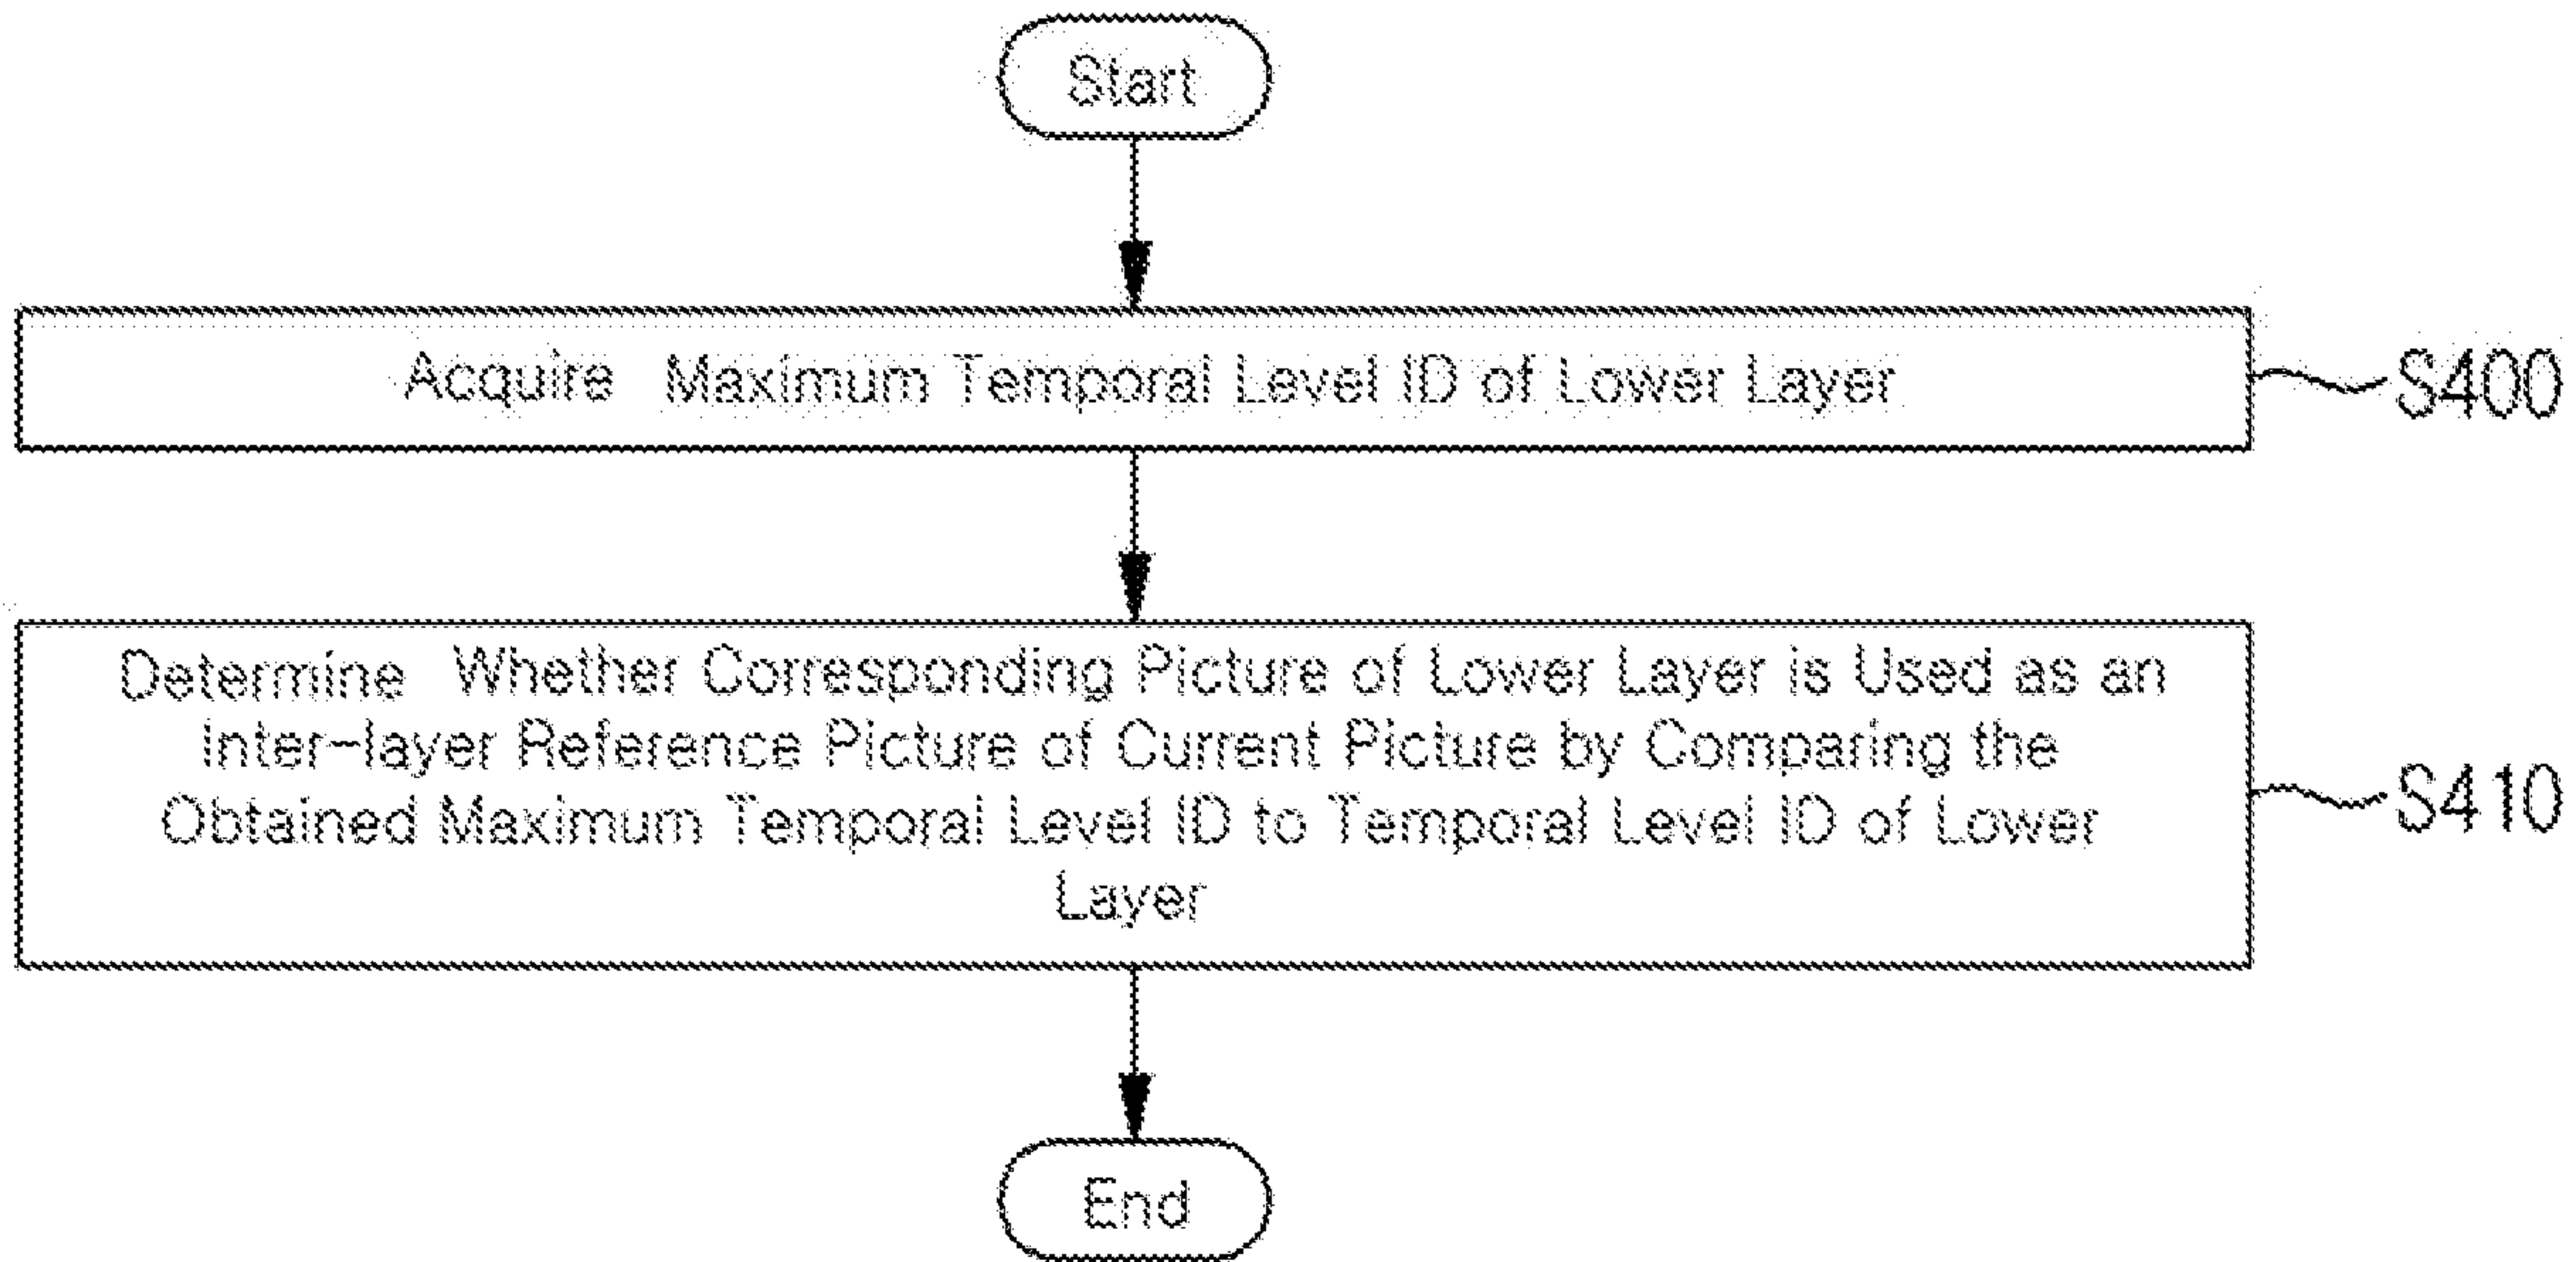 Start
Acquire Maximum Temporal Level ID of Lower Layer
S400
Determine Whether Corresponding Picture of Lower Layer is Used as an
Inter-layer Reference Picture of Current Picture by Comparing the
Obtained Maximum Temporal Level ID to Temporal Level ID of Lower
Layer
S410
End